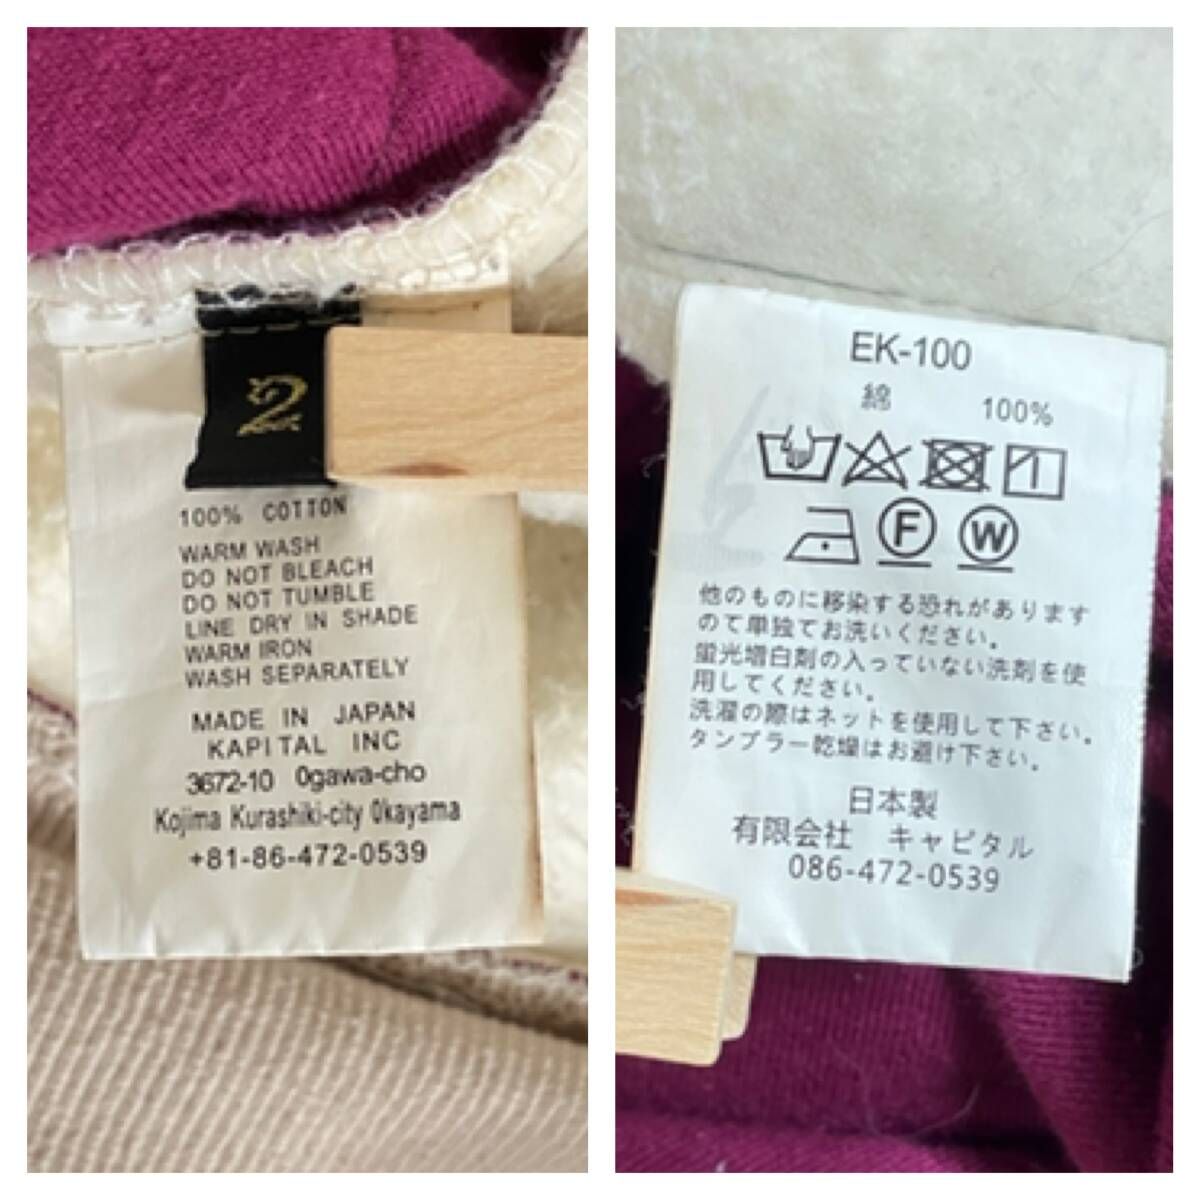 2
100% COTTON
WARM WASH
DO NOT BLEACH
DO NOT TUMBLE
LINE DRY IN SHADE
WARM IRON
WASH SEPARATELY
MADE IN JAPAN
KAPITAL INC
3672-10 Ogawa-cho
Kojima Kurashiki-city Okayama
+81-86-472-0539
EK-100
綿 100%
F W
他のものに移染する恐れがあります
ので単独でお洗いください。
蛍光増白剤の入っていない洗剤を使
用してください。
洗濯の際はネットを使用して下さい。
タンブラー乾燥はお避け下さい。
日本製
有限会社 キャピタル
086-472-0539